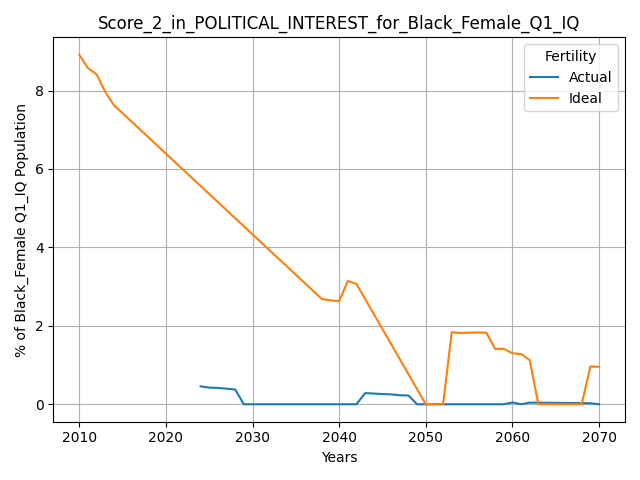 Score_2_in_POLITICAL_INTEREST_for_Black_Female_Q1_IQ
Fertility
Actual
Ideal
% of Black_Female Q1_IQ Population
8
6
4
2
0
2010 2020 2030 2040 2050 2060 2070
Years